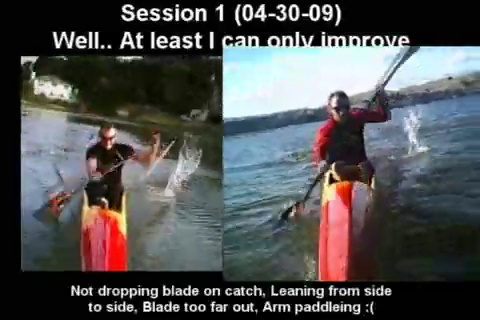 Session 1 (04-30-09)
Well.. At least I can only improve
Not dropping blade on catch, Leaning from side
to side, Blade too far out, Arm paddleing :(